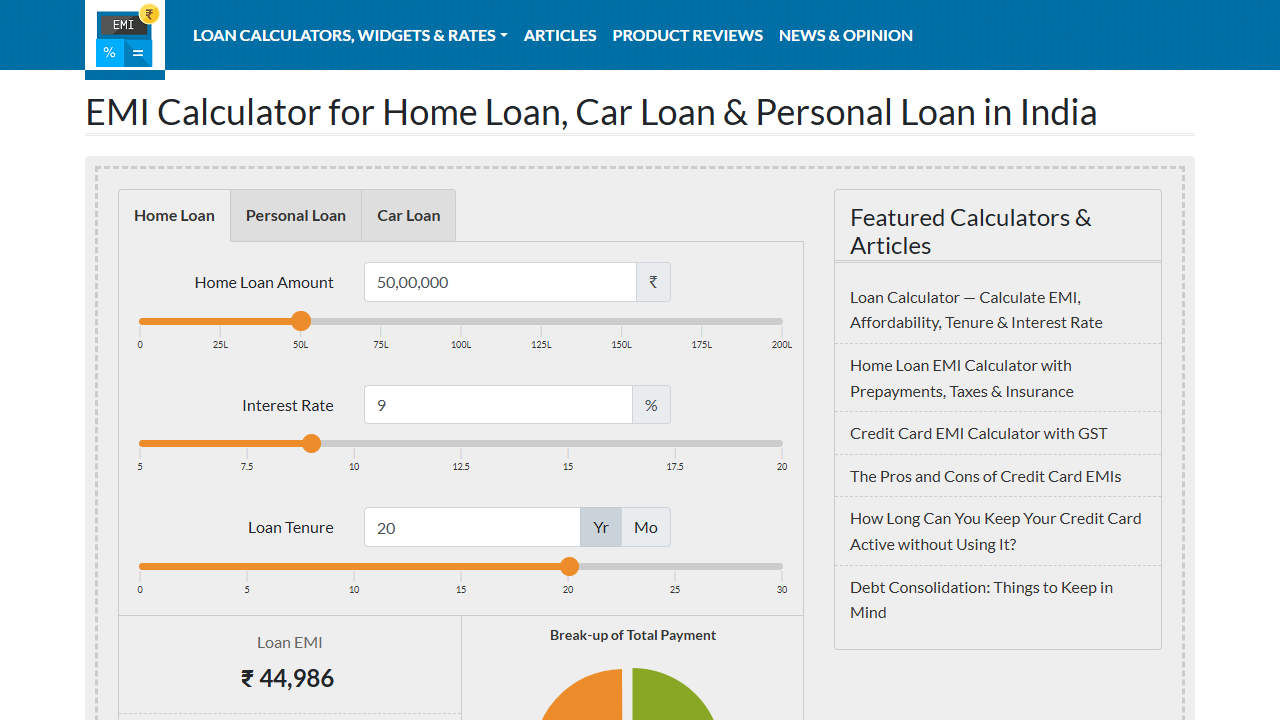 EMI
₹
%
=
LOAN CALCULATORS, WIDGETS & RATES
ARTICLES
PRODUCT REVIEWS
NEWS & OPINION
EMI Calculator for Home Loan, Car Loan & Personal Loan in India
Home Loan
Personal Loan
Car Loan
Home Loan Amount
50,00,000
₹
0
25L
50L
75L
100L
125L
150L
175L
200L
Interest Rate
9
%
5
7.5
10
12.5
15
17.5
20
Loan Tenure
20
Yr
Mo
0
5
10
15
20
25
30
Loan EMI
₹ 44,986
Break-up of Total Payment
Featured Calculators &
Articles
Loan Calculator — Calculate EMI,
Affordability, Tenure & Interest Rate
Home Loan EMI Calculator with
Prepayments, Taxes & Insurance
Credit Card EMI Calculator with GST
The Pros and Cons of Credit Card EMIs
How Long Can You Keep Your Credit Card
Active without Using It?
Debt Consolidation: Things to Keep in
Mind